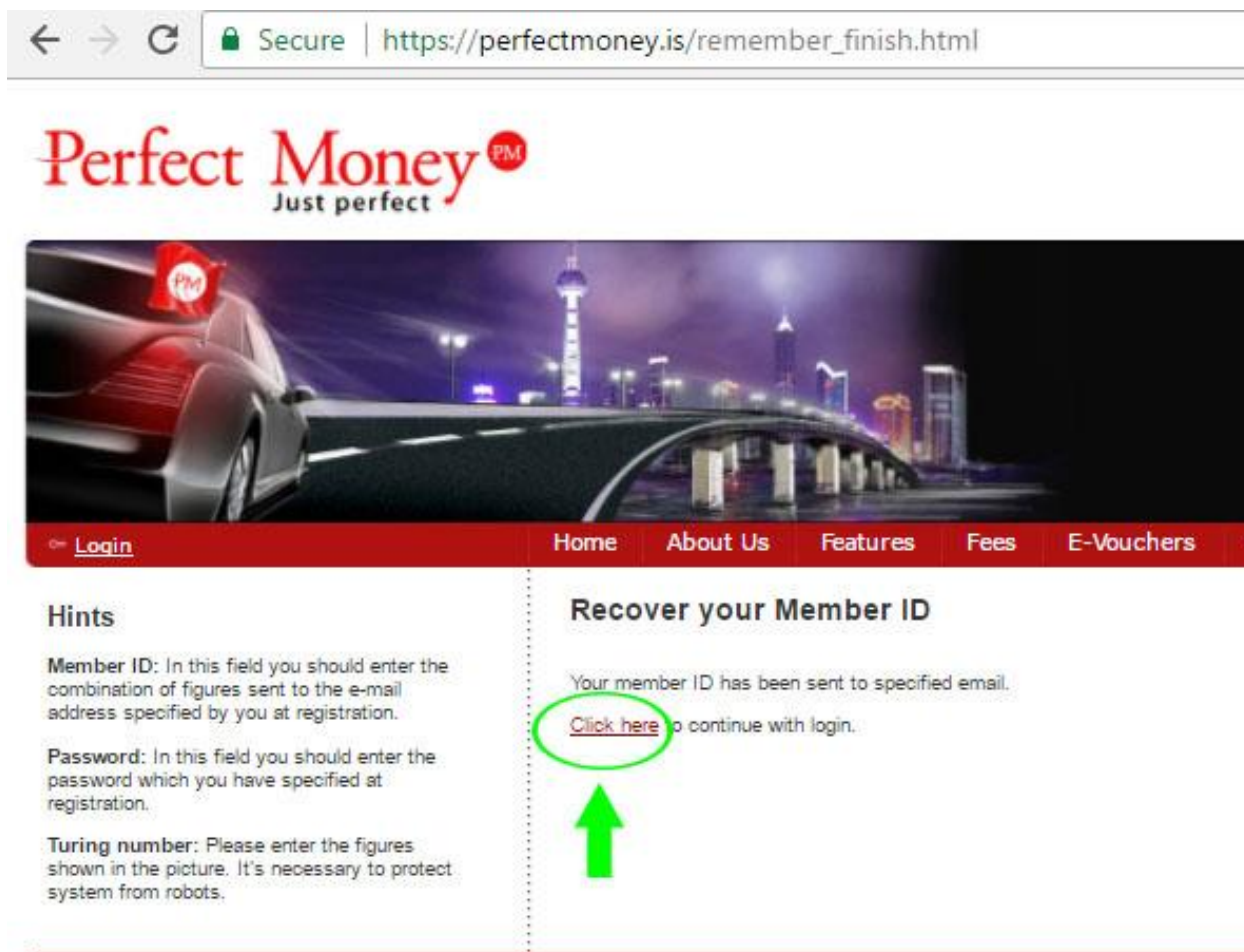 Secure | https://perfectmoney.is/remember_finish.html
Perfect Money PM
Just perfect
PM
Login
Home About Us Features Fees E-Vouchers
Hints
Member ID: In this field you should enter the
combination of figures sent to the e-mail
address specified by you at registration.
Password: In this field you should enter the
password which you have specified at
registration.
Turing number: Please enter the figures
shown in the picture. It's necessary to protect
system from robots.
Recover your Member ID
Your member ID has been sent to specified email.
Click here to continue with login.